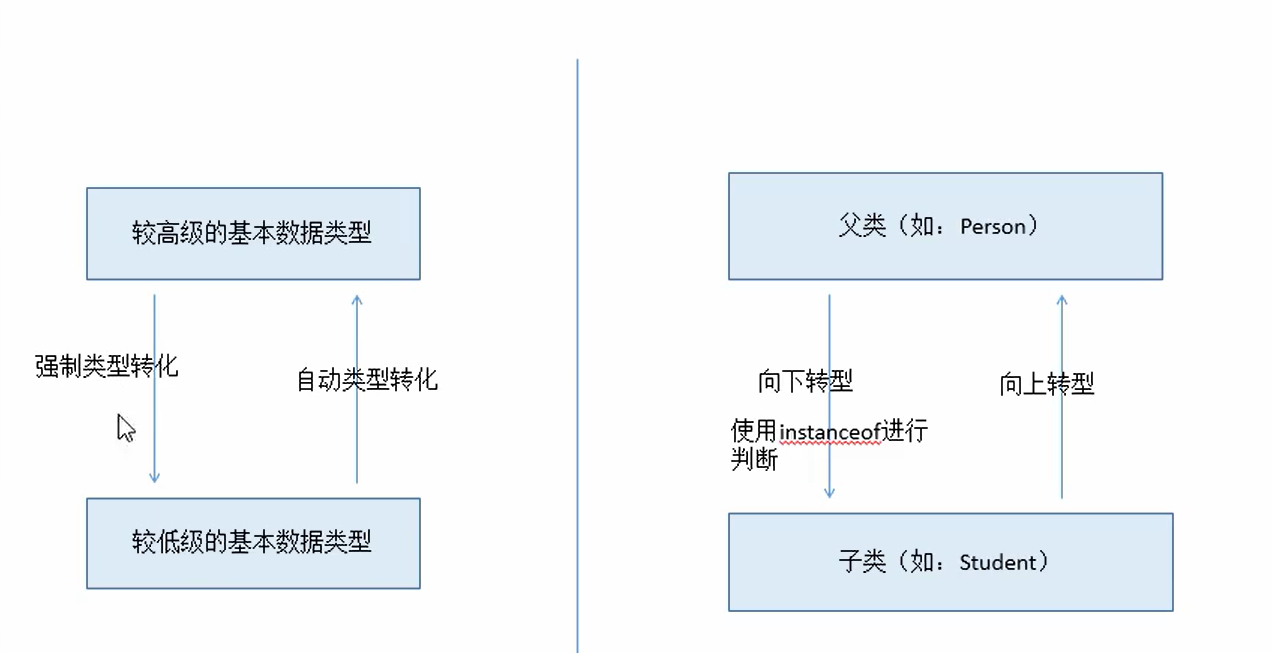 较高级的基本数据类型
强制类型转化
自动类型转化
较低级的基本数据类型
父类（如：Person）
向下转型
向上转型
使用instanceof进行
判断
子类（如：Student）